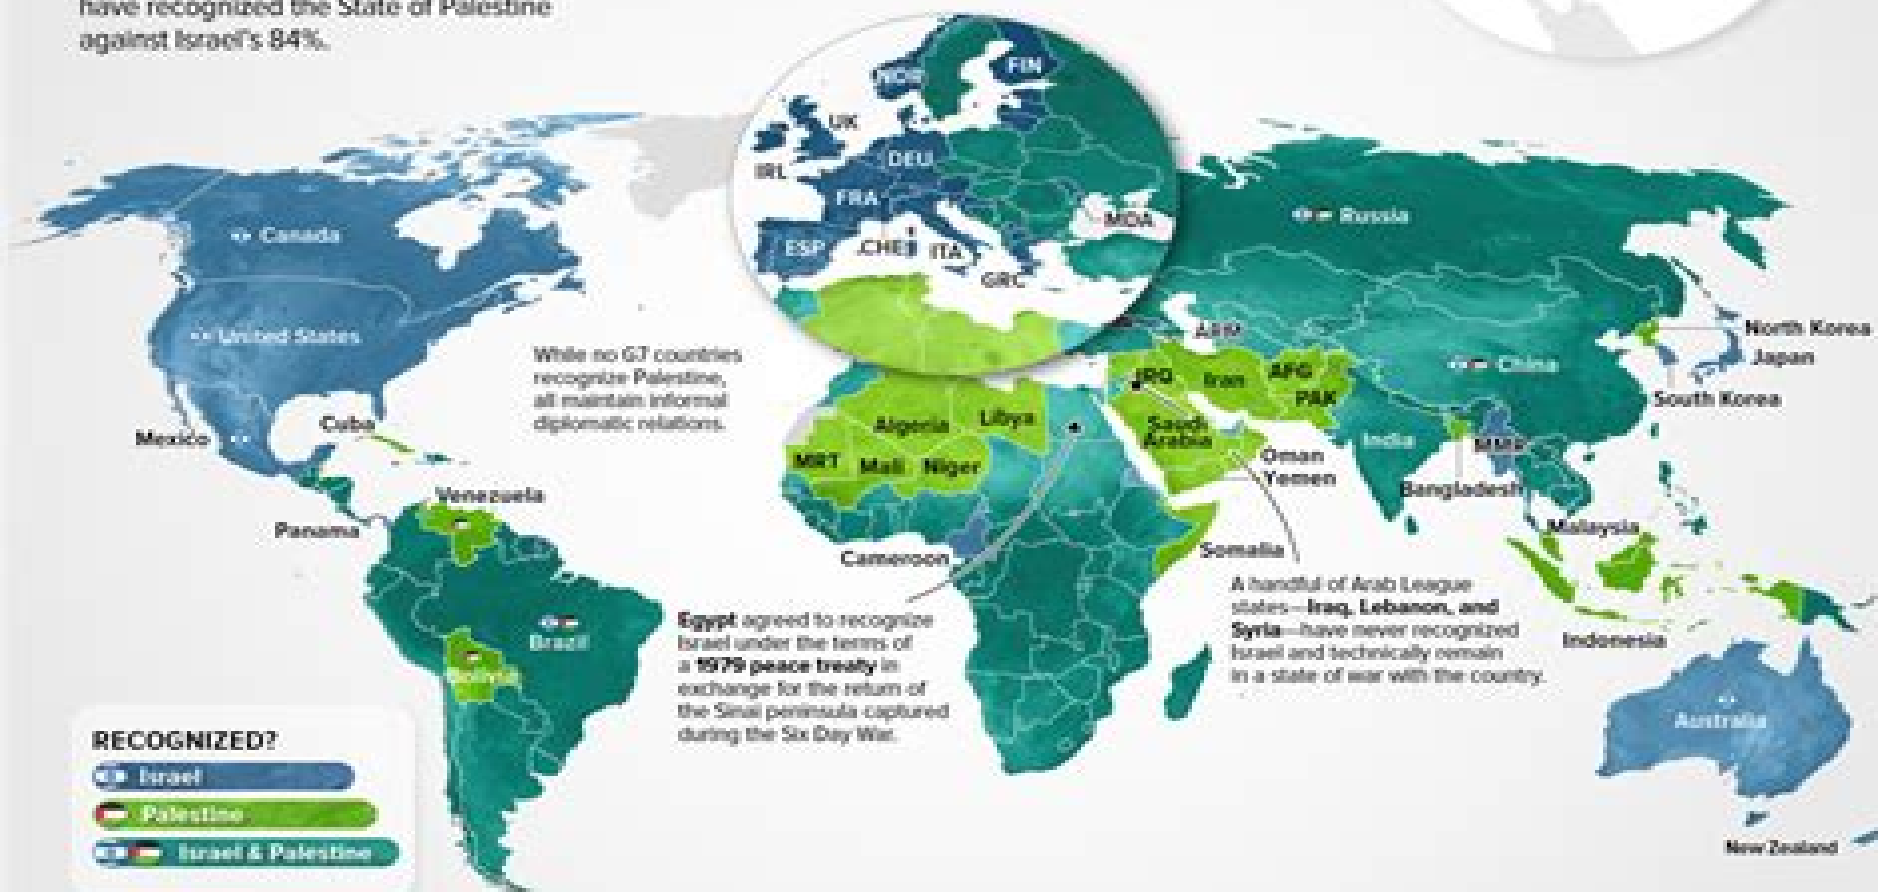 have recognized the State of Palestine
against Israel's 84%.
NOR
FIN
UK
IRL
DEU
FRA
ESP
CHE
ITA
GRC
MDA
Canada
United States
Mexico
Cuba
While no G7 countries
recognize Palestine,
all maintain informal
diplomatic relations.
Russia
ARM
China
North Korea
Japan
South Korea
IRQ
Iran
AFG
PAK
Algeria
Libya
Saudi
Arabia
India
MMR
MRT
Mali
Niger
Oman
Yemen
Bangladesh
Venezuela
Panama
Malaysia
Cameroon
Somalia
Brazil
Bolivia
Indonesia
Egypt agreed to recognize
Israel under the terms of
a 1979 peace treaty in
exchange for the return of
the Sinai peninsula captured
during the Six Day War.
A handful of Arab League
states—Iraq, Lebanon, and
Syria—have never recognized
Israel and technically remain
in a state of war with the country.
Australia
New Zealand
RECOGNIZED?
Israel
Palestine
Israel & Palestine